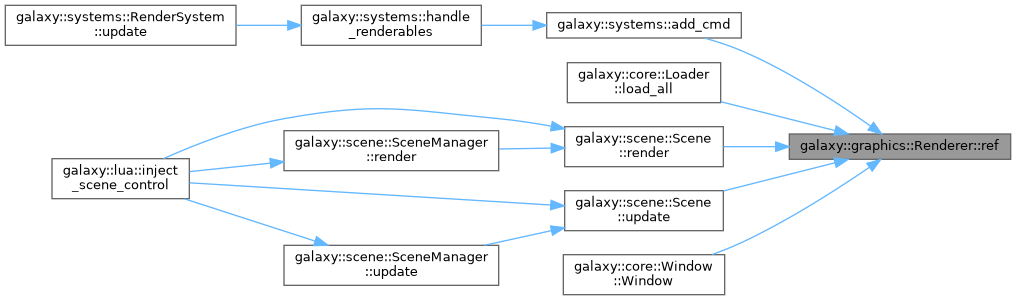 galaxy::systems::RenderSystem
::update
galaxy::systems::handle
_renderables
galaxy::systems::add_cmd
galaxy::core::Loader
::load_all
galaxy::scene::SceneManager
::render
galaxy::scene::Scene
::render
galaxy::graphics::Renderer::ref
galaxy::lua::inject
_scene_control
galaxy::scene::Scene
::update
galaxy::scene::SceneManager
::update
galaxy::core::Window
::Window